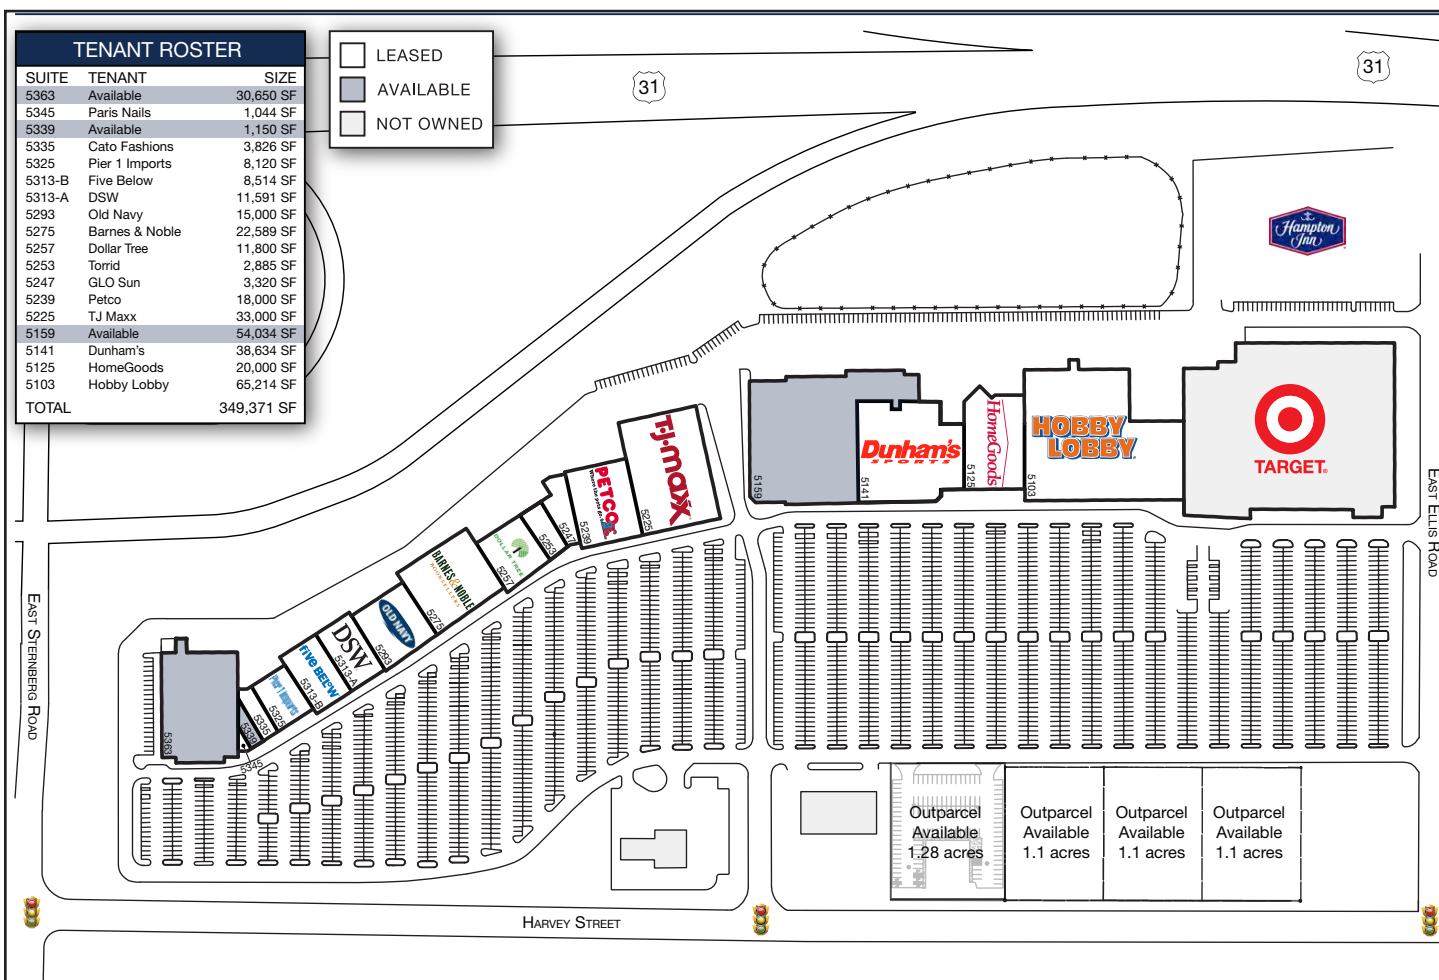 TENANT ROSTER
SUITE TENANT SIZE
5363 Available 30,650 SF
5345 Paris Nails 1,044 SF
5339 Available 1,150 SF
5335 Cato Fashions 3,826 SF
5325 Pier 1 Imports 8,120 SF
5313-B Five Below 8,514 SF
5313-A DSW 11,591 SF
5293 Old Navy 15,000 SF
5275 Barnes & Noble 22,589 SF
5257 Dollar Tree 11,800 SF
5253 Torrid 2,885 SF
5247 GLO Sun 3,320 SF
5239 Petco 18,000 SF
5225 TJ Maxx 33,000 SF
5159 Available 54,034 SF
5141 Dunham's 38,634 SF
5125 HomeGoods 20,000 SF
5103 Hobby Lobby 65,214 SF
TOTAL 349,371 SF
LEASED
AVAILABLE
NOT OWNED
31
31
Hampton
Inn
T·J·maxx
5225
PETCO
5239
5247
5253
DOLLAR TREE
5257
BARNES & NOBLE
BOOKSELLERS
5275
OLD NAVY
5293
DSW
5313-A
five BELOW
5313-B
Pier 1 imports
5325
5335
5339
5345
5363
5159
Dunham's
SPORTS
5141
HomeGoods
5125
HOBBY
LOBBY
5103
TARGET
EAST ELLIS ROAD
EAST STERNBERG ROAD
Outparcel
Available
1.28 acres
Outparcel
Available
1.1 acres
Outparcel
Available
1.1 acres
Outparcel
Available
1.1 acres
HARVEY STREET